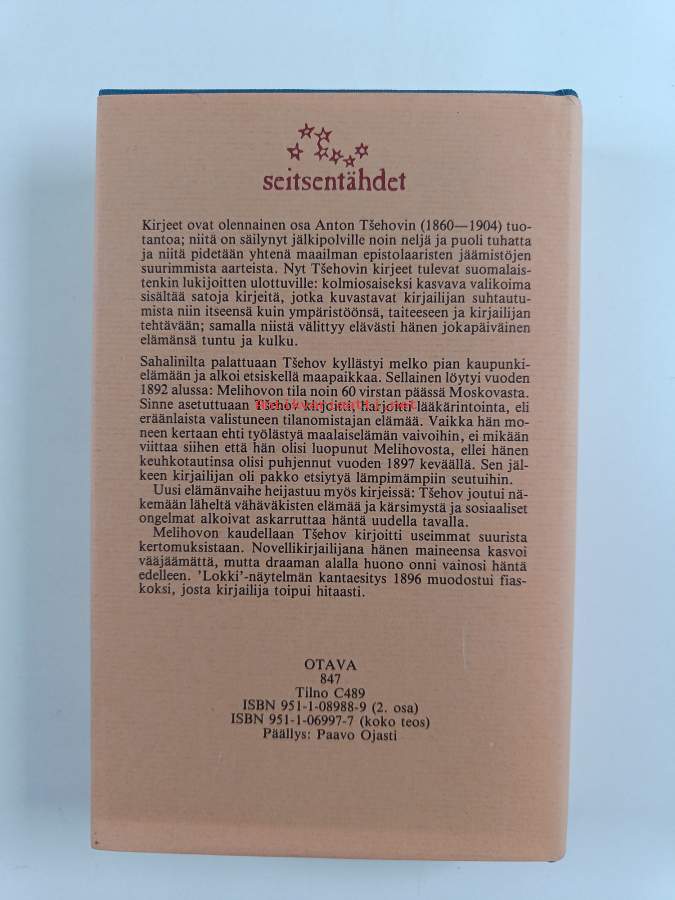 seitsentähdet
Kirjeet ovat olennainen osa Anton Tšehovin (1860—1904) tuo-
tantoa; niitä on säilynyt jälkipolville noin neljä ja puoli tuhatta
ja niitä pidetään yhtenä maailman epistolaaristen jäämistöjen
suurimmista aarteista. Nyt Tšehovin kirjeet tulevat suomalais-
tenkin lukijoitten ulottuville: kolmiosaiseksi kasvava valikoima
sisältää satoja kirjeitä, jotka kuvastavat kirjailijan suhtautu-
mista niin itseensä kuin ympäristöönsä, taiteeseen ja kirjailijan
tehtävään; samalla niistä välittyy elävästi hänen jokapäiväinen
elämänsä tuntu ja kulku.
Sahalinilta palattuaan Tšehov kyllästyi melko pian kaupunki-
elämään ja alkoi etsiskellä maapaikkaa. Sellainen löytyi vuoden
1892 alussa: Melihovon tila noin 60 virstan päässä Moskovasta.
Sinne asetuttuaan Tšehov kirjoitti, harjoitti lääkärintointa, eli
eräänlaista valistuneen tilanomistajan elämää. Vaikka hän mo-
neen kertaan ehti työlästyä maalaiselämän vaivoihin, ei mikään
viittaa siihen että hän olisi luopunut Melihovosta, ellei hänen
keuhkotautinsa olisi puhjennut vuoden 1897 keväällä. Sen jäl-
keen kirjailijan oli pakko etsiytyä lämpimämpiin seutuihin.
Uusi elämänvaihe heijastuu myös kirjeissä: Tšehov joutui nä-
kemään läheltä vähäväkisten elämää ja kärsimystä ja sosiaaliset
ongelmat alkoivat askarruttaa häntä uudella tavalla.
Melihovon kaudellaan Tšehov kirjoitti useimmat suurista
kertomuksistaan. Novellikirjailijana hänen maineensa kasvoi
vääjäämättä, mutta draaman alalla huono onni vainosi häntä
edelleen. 'Lokki'-näytelmän kantaesitys 1896 muodostui fias-
koksi, josta kirjailija toipui hitaasti.
OTAVA
847
Tilno C489
ISBN 951-1-08988-9 (2. osa)
ISBN 951-1-06997-7 (koko teos)
Päällys: Paavo Ojasti